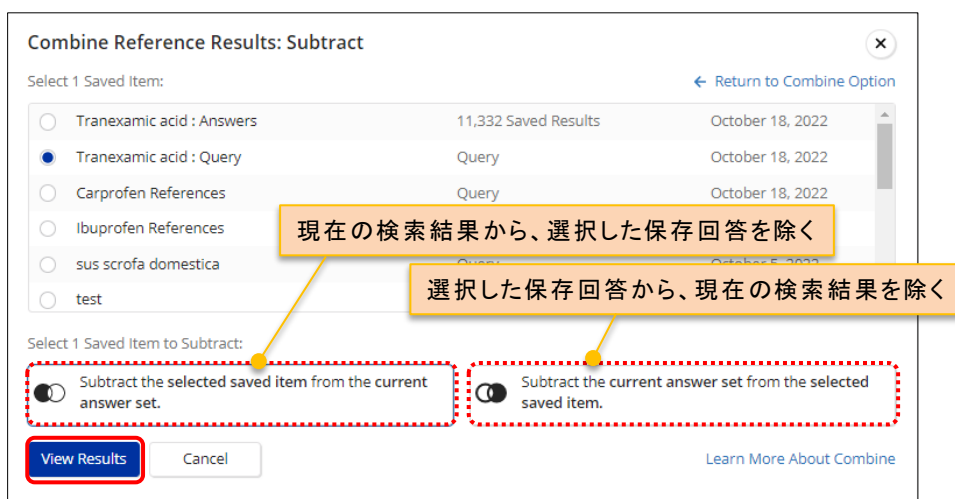 Combine Reference Results: Subtract
Select 1 Saved Item:
← Return to Combine Option
Tranexamic acid : Answers 11,332 Saved Results October 18, 2022
Tranexamic acid : Query Query October 18, 2022
Carprofen References Query October 18, 2022
Ibuprofen References
現在の検索結果から、選択した保存回答を除く
sus scrofa domestica Query October 5, 2022
選択した保存回答から、現在の検索結果を除く
test
Select 1 Saved Item to Subtract:
Subtract the selected saved item from the current
answer set.
Subtract the current answer set from the selected
saved item.
View Results Cancel Learn More About Combine